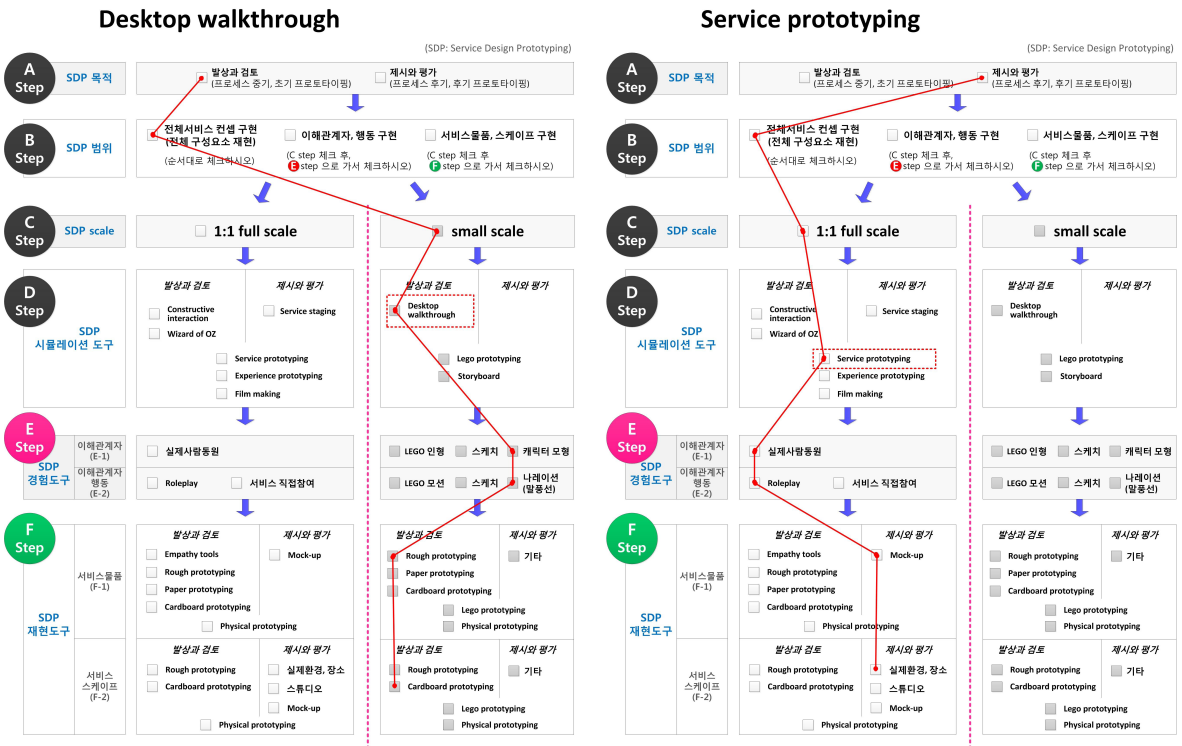 Desktop walkthrough
(SDP: Service Design Prototyping)
A
Step
SDP 목적
발상과 검토
(프로세스 중기, 초기 프로토타이핑)
제시와 평가
(프로세스 후기, 후기 프로토타이핑)
B
Step
SDP 범위
전체서비스 컨셉 구현
(전체 구성요소 재현)
(순서대로 체크하시오)
이해관계자, 행동 구현
(C step 체크 후,
E step 으로 가서 체크하시오)
서비스물품, 스케이프 구현
(C step 체크 후
F step 으로 가서 체크하시오)
C
Step
SDP scale
1:1 full scale
small scale
D
Step
SDP
시뮬레이션 도구
발상과 검토
제시와 평가
Constructive
interaction
Wizard of OZ
Service staging
Service prototyping
Experience prototyping
Film making
발상과 검토
제시와 평가
Desktop
walkthrough
Lego prototyping
Storyboard
E
Step
SDP
경험도구
이해관계자
(E-1)
실제사람동원
LEGO 인형
스케치
캐릭터 모형
이해관계자
행동
(E-2)
Roleplay
서비스 직접참여
LEGO 모션
스케치
나레이션
(말풍선)
F
Step
SDP
재현도구
서비스물품
(F-1)
발상과 검토
제시와 평가
Empathy tools
Mock-up
Rough prototyping
Paper prototyping
Cardboard prototyping
Physical prototyping
발상과 검토
제시와 평가
Rough prototyping
기타
Paper prototyping
Cardboard prototyping
Lego prototyping
Physical prototyping
서비스
스케이프
(F-2)
발상과 검토
제시와 평가
Rough prototyping
실제환경, 장소
Cardboard prototyping
스튜디오
Mock-up
Physical prototyping
발상과 검토
제시와 평가
Rough prototyping
기타
Cardboard prototyping
Lego prototyping
Physical prototyping
Service prototyping
(SDP: Service Design Prototyping)
A
Step
SDP 목적
발상과 검토
(프로세스 중기, 초기 프로토타이핑)
제시와 평가
(프로세스 후기, 후기 프로토타이핑)
B
Step
SDP 범위
전체서비스 컨셉 구현
(전체 구성요소 재현)
(순서대로 체크하시오)
이해관계자, 행동 구현
(C step 체크 후,
E step 으로 가서 체크하시오)
서비스물품, 스케이프 구현
(C step 체크 후
F step 으로 가서 체크하시오)
C
Step
SDP scale
1:1 full scale
small scale
D
Step
SDP
시뮬레이션 도구
발상과 검토
제시와 평가
Constructive
interaction
Wizard of OZ
Service staging
Service prototyping
Experience prototyping
Film making
발상과 검토
제시와 평가
Desktop
walkthrough
Lego prototyping
Storyboard
E
Step
SDP
경험도구
이해관계자
(E-1)
실제사람동원
LEGO 인형
스케치
캐릭터 모형
이해관계자
행동
(E-2)
Roleplay
서비스 직접참여
LEGO 모션
스케치
나레이션
(말풍선)
F
Step
SDP
재현도구
서비스물품
(F-1)
발상과 검토
제시와 평가
Empathy tools
Mock-up
Rough prototyping
Paper prototyping
Cardboard prototyping
Physical prototyping
발상과 검토
제시와 평가
Rough prototyping
기타
Paper prototyping
Cardboard prototyping
Lego prototyping
Physical prototyping
서비스
스케이프
(F-2)
발상과 검토
제시와 평가
Rough prototyping
실제환경, 장소
Cardboard prototyping
스튜디오
Mock-up
Physical prototyping
발상과 검토
제시와 평가
Rough prototyping
기타
Cardboard prototyping
Lego prototyping
Physical prototyping